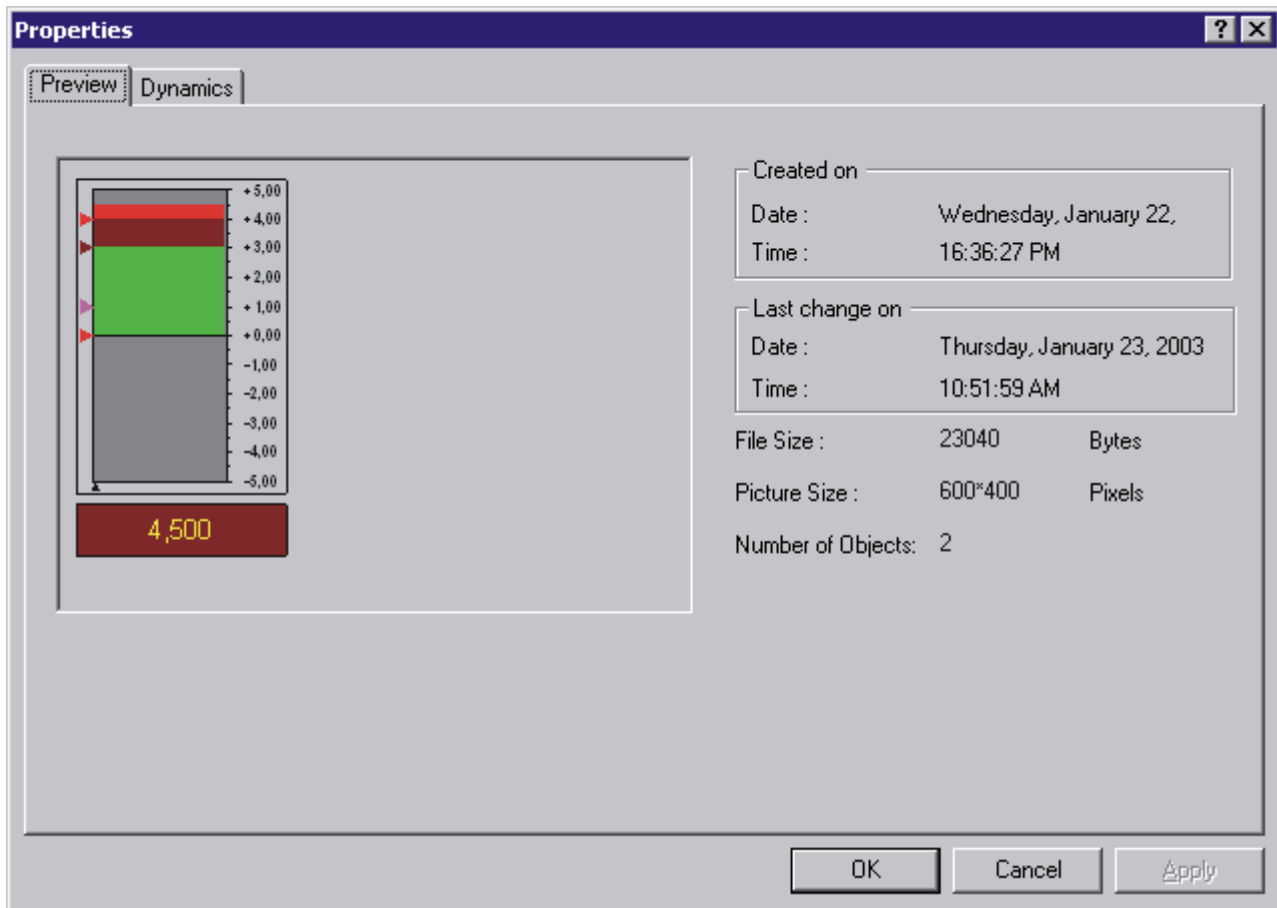 Properties
Preview
Dynamics
+5,00
+4,00
+3,00
+2,00
+1,00
+0,00
-1,00
-2,00
-3,00
-4,00
-5,00
4,500
Created on
Date : Wednesday, January 22,
Time : 16:36:27 PM
Last change on
Date : Thursday, January 23, 2003
Time : 10:51:59 AM
File Size : 23040 Bytes
Picture Size : 600*400 Pixels
Number of Objects: 2
OK
Cancel
Apply